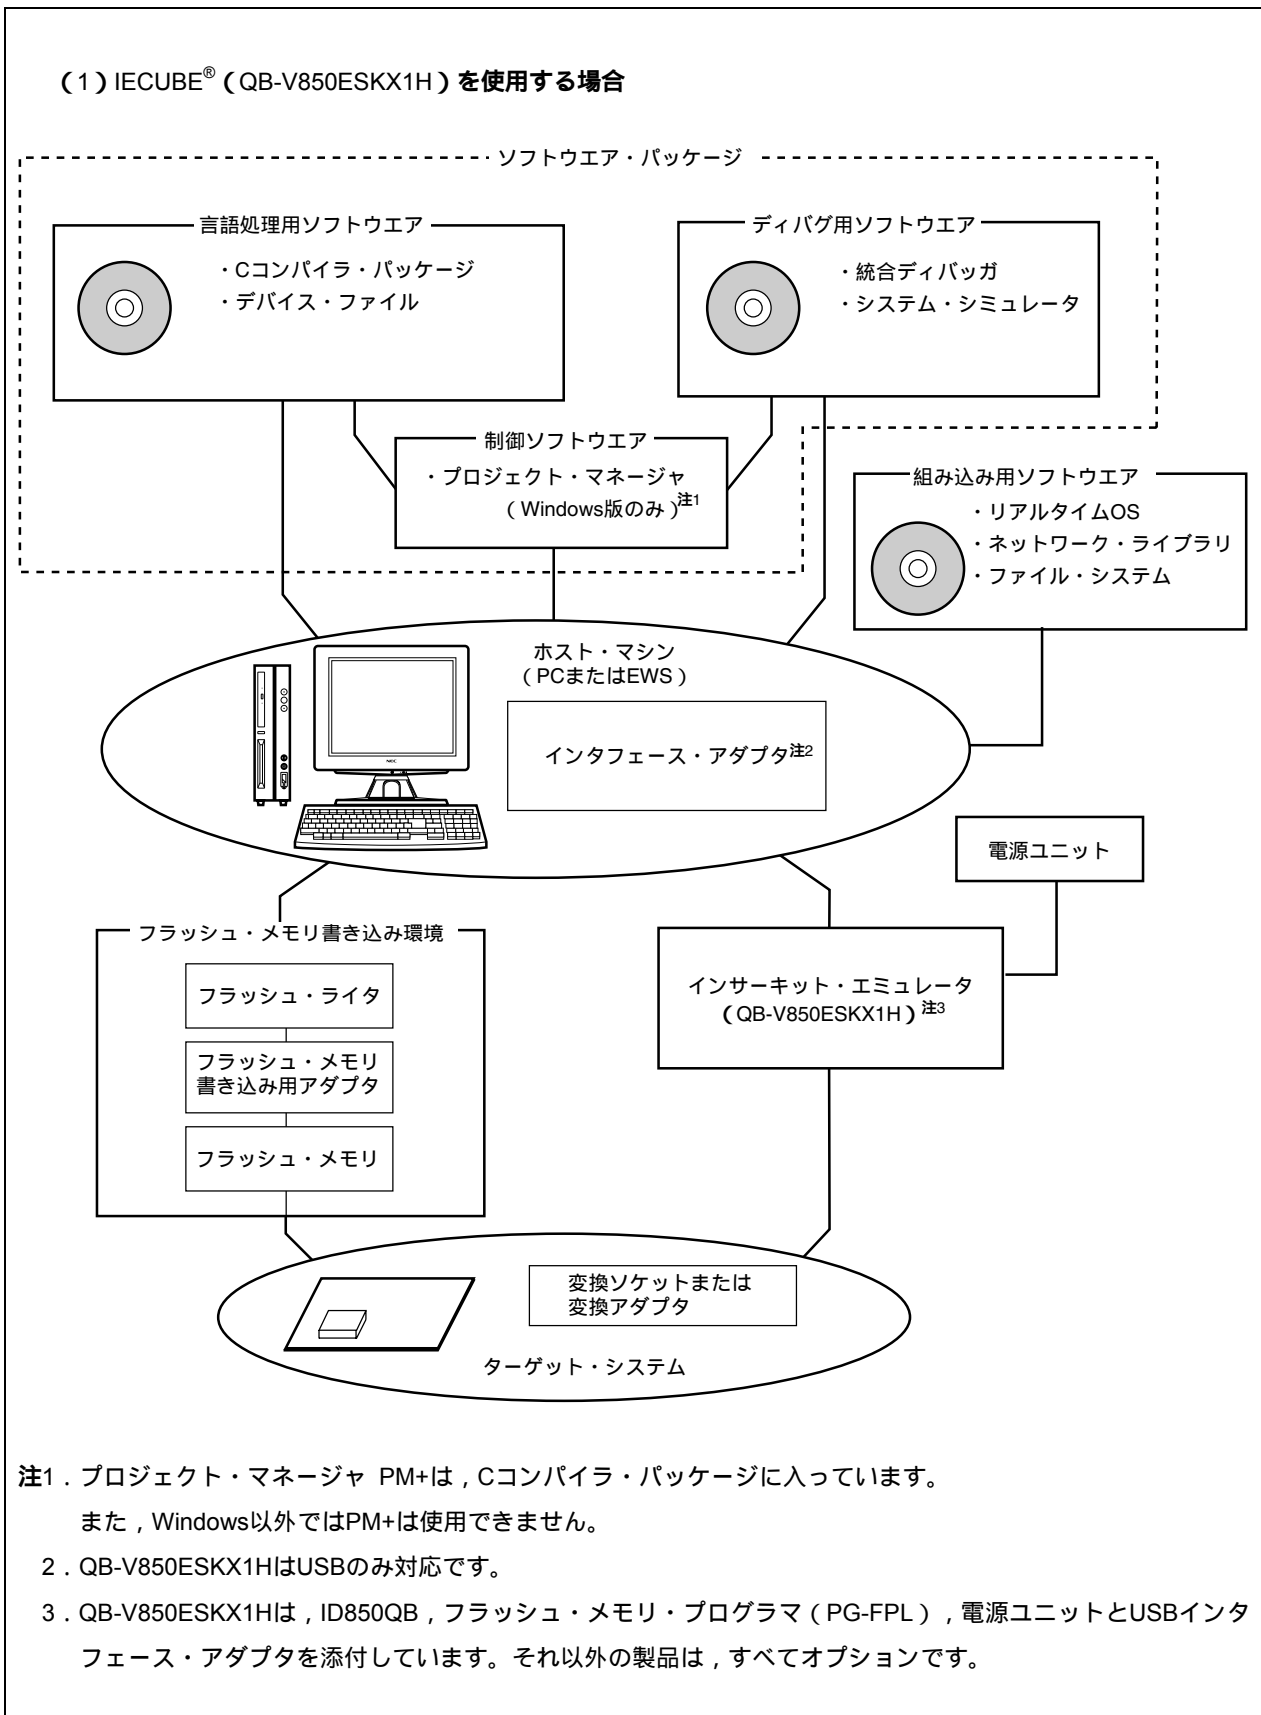 （1）IECUBE®（QB-V850ESKX1H）を使用する場合
ソフトウエア・パッケージ
言語処理用ソフトウエア
・Cコンパイラ・パッケージ
・デバイス・ファイル
ディバグ用ソフトウエア
・統合ディバッガ
・システム・シミュレータ
制御ソフトウエア
・プロジェクト・マネージャ
（Windows版のみ）注1
組み込み用ソフトウエア
・リアルタイムOS
・ネットワーク・ライブラリ
・ファイル・システム
ホスト・マシン
（PCまたはEWS）
インタフェース・アダプタ注2
NEC
電源ユニット
フラッシュ・メモリ書き込み環境
フラッシュ・ライタ
フラッシュ・メモリ
書き込み用アダプタ
フラッシュ・メモリ
インサーキット・エミュレータ
（QB-V850ESKX1H）注3
変換ソケットまたは
変換アダプタ
ターゲット・システム
注1．プロジェクト・マネージャ PM+は，Cコンパイラ・パッケージに入っています。
また，Windows以外ではPM+は使用できません。
2．QB-V850ESKX1HはUSBのみ対応です。
3．QB-V850ESKX1Hは，ID850QB，フラッシュ・メモリ・プログラマ（PG-FPL），電源ユニットとUSBインタ
フェース・アダプタを添付しています。それ以外の製品は，すべてオプションです。